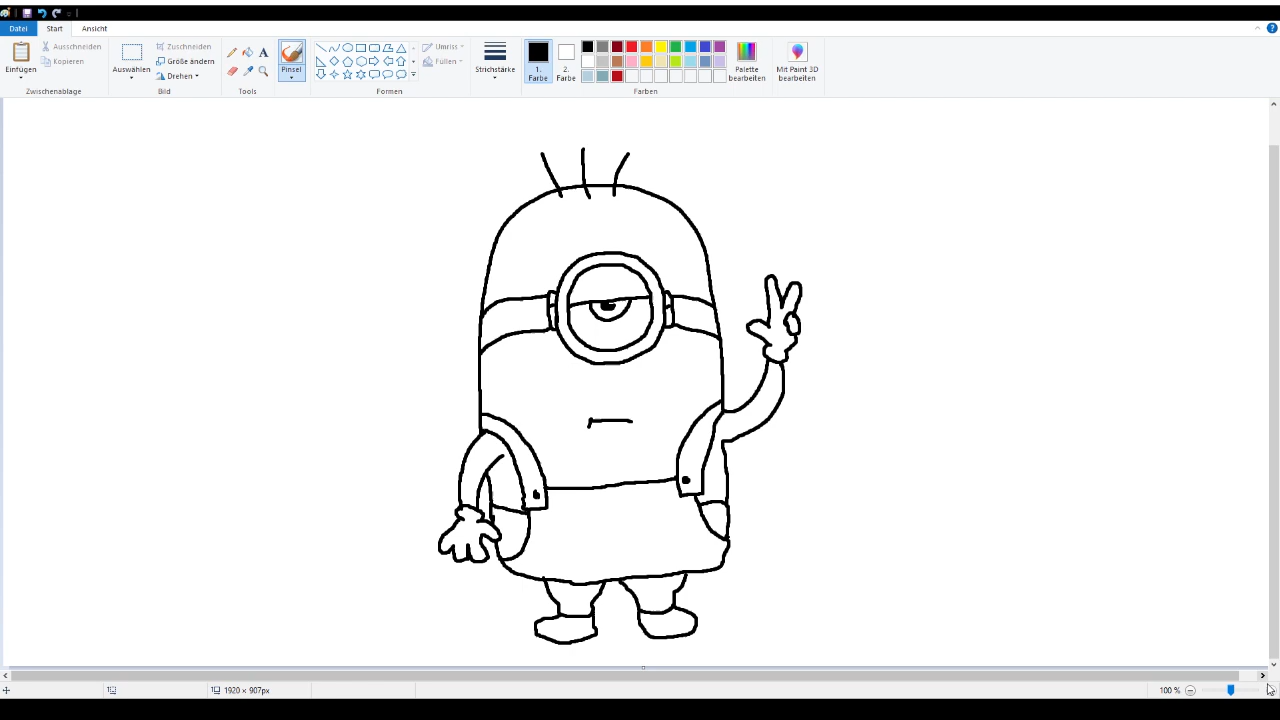 Datei Start Ansicht
Einfügen
Ausschneiden
Kopieren
Zwischenablage
Auswählen
Zuschneiden
Größe ändern
Drehen
Bild
A
Tools
Pinsel
Umriss
Füllen
Formen
Strichstärke
1.
Farbe
2.
Farbe
Palette
bearbeiten
Mit Paint 3D
bearbeiten
Farben
1920 × 907px
100 %